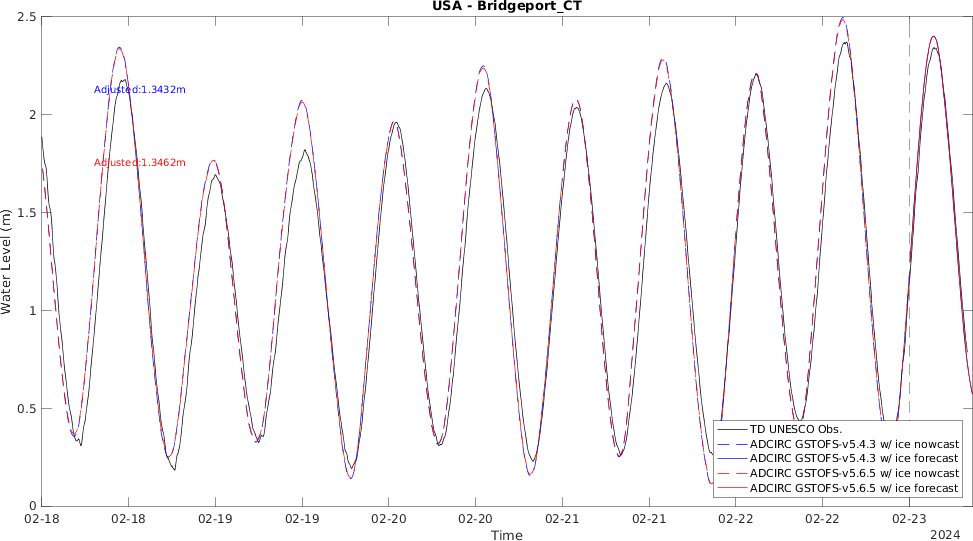 USA - Bridgeport_CT
2.5
2
1.5
1
0.5
0
Water Level (m)
Adjusted:1.3432m
Adjusted:1.3462m
TD UNESCO Obs.
ADCIRC GSTOFS-v5.4.3 w/ ice nowcast
ADCIRC GSTOFS-v5.4.3 w/ ice forecast
ADCIRC GSTOFS-v5.6.5 w/ ice nowcast
ADCIRC GSTOFS-v5.6.5 w/ ice forecast
02-18 02-18 02-19 02-19 02-20 02-20 02-21 02-21 02-22 02-22 02-23
Time
2024